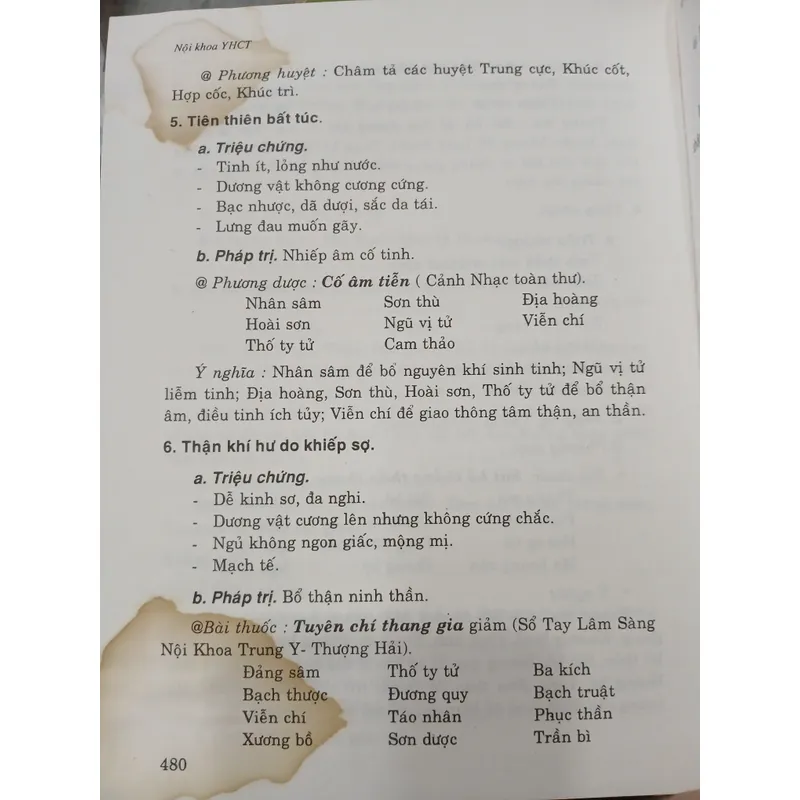 Nội khoa YHCT
@ Phương huyệt : Châm tả các huyệt Trung cực, Khúc cốt,
Hợp cốc, Khúc trì.
5. Tiên thiên bất túc.
a. Triệu chứng.
- Tinh ít, lỏng như nước.
- Dương vật không cương cứng.
- Bạc nhược, dã dượi, sắc da tái.
- Lưng đau muốn gãy.
b. Pháp trị. Nhiếp âm cố tinh.
@ Phương dược : Cố âm tiễn ( Cảnh Nhạc toàn thư).
Nhân sâm Sơn thù Địa hoàng
Hoài sơn Ngũ vị tử Viễn chí
Thố ty tử Cam thảo
Ý nghĩa : Nhân sâm để bổ nguyên khí sinh tinh; Ngũ vị tử
liễm tinh; Địa hoàng, Sơn thù, Hoài sơn, Thố ty tử để bổ thận
âm, điều tinh ích tủy; Viễn chí để giao thông tâm thận, an thần.
6. Thận khí hư do khiếp sợ.
a. Triệu chứng.
- Dễ kinh sơ, đa nghi.
- Dương vật cương lên nhưng không cứng chắc.
- Ngủ không ngon giấc, mộng mị.
- Mạch tế.
b. Pháp trị. Bổ thận ninh thần.
@Bài thuốc : Tuyên chí thang gia giảm (Sổ Tay Lâm Sàng
Nội Khoa Trung Y- Thượng Hải).
Đảng sâm Thố ty tử Ba kích
Bạch thược Đương quy Bạch truật
Viễn chí Táo nhân Phục thần
Xương bồ Sơn dược Trần bì
480